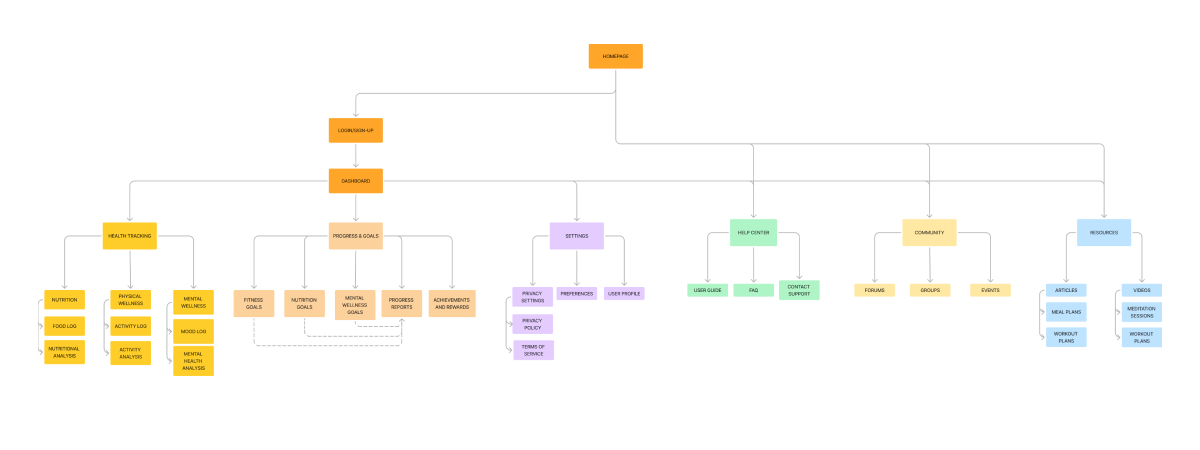 HOMEPAGE
LOGIN/SIGN-UP
DASHBOARD
HEALTH TRACKING
PROGRESS & GOALS
SETTINGS
HELP CENTER
COMMUNITY
RESOURCES
NUTRITION
FOOD LOG
NUTRITIONAL
ANALYSIS
PHYSICAL
WELLNESS
ACTIVITY LOG
ACTIVITY
ANALYSIS
MENTAL
WELLNESS
MOOD LOG
MENTAL
HEALTH
ANALYSIS
FITNESS
GOALS
NUTRITION
GOALS
MENTAL
WELLNESS
GOALS
PROGRESS
REPORTS
ACHIEVEMENTS
AND REWARDS
PRIVACY
SETTINGS
PRIVACY
POLICY
TERMS OF
SERVICE
PREFERENCES
USER PROFILE
USER GUIDE
FAQ
CONTACT
SUPPORT
FORUMS
GROUPS
EVENTS
ARTICLES
MEAL PLANS
WORKOUT
PLANS
VIDEOS
MEDITATION
SESSIONS
WORKOUT
PLANS